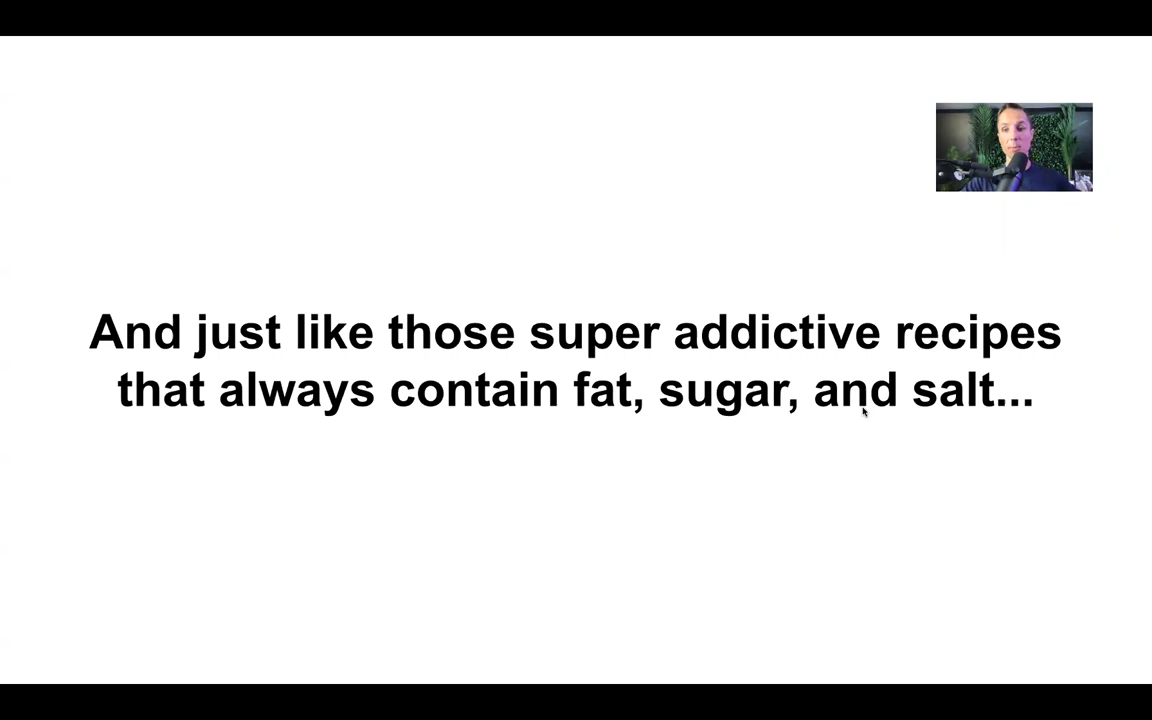 And just like those super addictive recipes
that always contain fat, sugar, and salt...